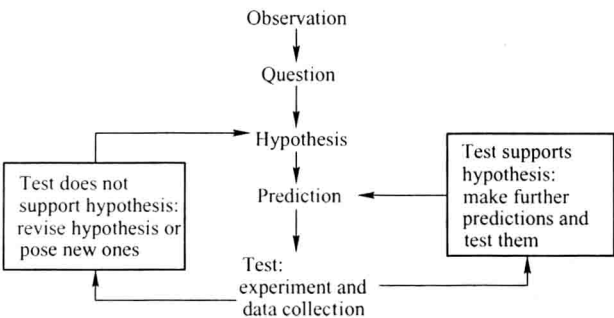 Observation
Question
Hypothesis
Prediction
Test:
experiment and
data collection
Test does not
support hypothesis:
revise hypothesis or
pose new ones
Test supports
hypothesis:
make further
predictions and
test them